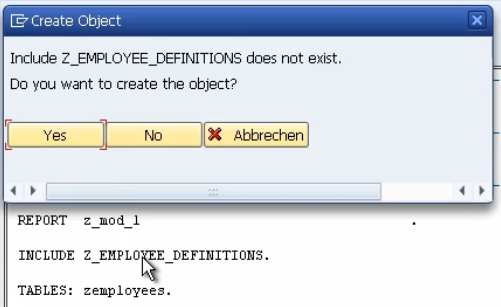 Create Object
Include Z_EMPLOYEE_DEFINITIONS does not exist.
Do you want to create the object?
Yes No Abbrechen
REPORT z_mod_1 .
INCLUDE Z_EMPLOYEE_DEFINITIONS.
TABLES: zemployees.